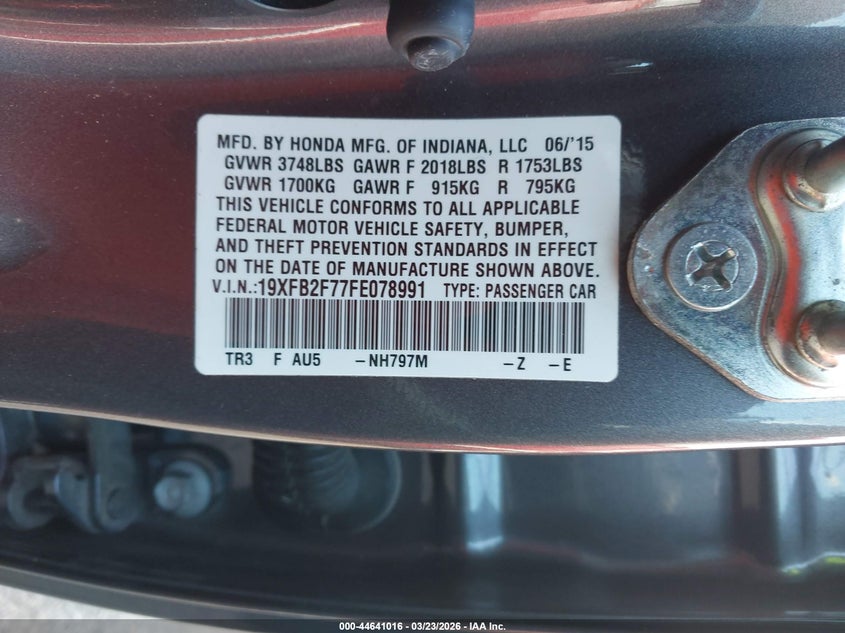 MFD. BY HONDA MFG. OF INDIANA, LLC 06/'15
GVWR 3748LBS GAWR F 2018LBS R 1753LBS
GVWR 1700KG GAWR F 915KG R 795KG
THIS VEHICLE CONFORMS TO ALL APPLICABLE
FEDERAL MOTOR VEHICLE SAFETY, BUMPER,
AND THEFT PREVENTION STANDARDS IN EFFECT
ON THE DATE OF MANUFACTURE SHOWN ABOVE.
V.I.N.:19XFB2F77FE078991 TYPE: PASSENGER CAR
TR3 F AU5 –NH797M –Z –E
000-44641016 | 03/23/2026 – IAA Inc.